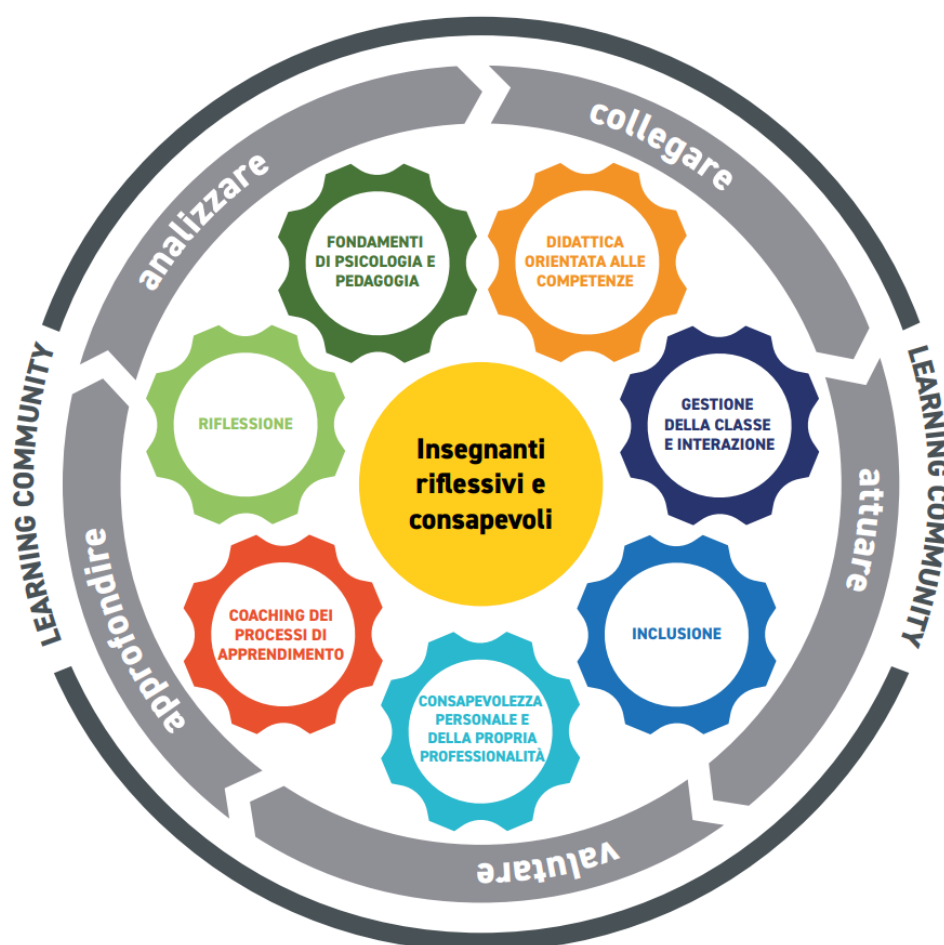 analizzare
collegare
attuare
valutare
approfondire
LEARNING COMMUNITY
LEARNING COMMUNITY
FONDAMENTI
DI PSICOLOGIA E
PEDAGOGIA
DIDATTICA
ORIENTATA ALLE
COMPETENZE
RIFLESSIONE
GESTIONE
DELLA CLASSE
E INTERAZIONE
Insegnanti
riflessivi e
consapevoli
COACHING DEI
PROCESSI DI
APPRENDIMENTO
INCLUSIONE
CONSAPEVOLEZZA
PERSONALE E
DELLA PROPRIA
PROFESSIONALITÀ